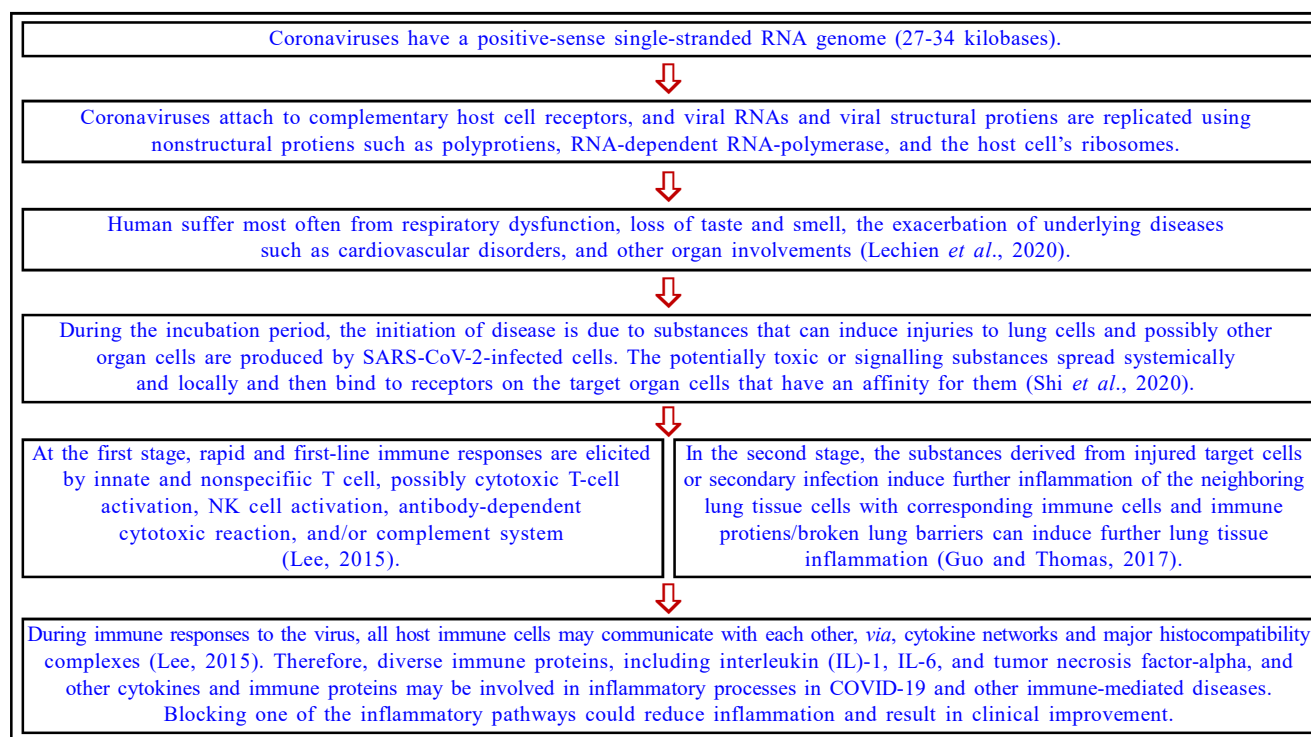 Coronaviruses have a positive-sense single-stranded RNA genome (27-34 kilobases).
Coronaviruses attach to complementary host cell receptors, and viral RNAs and viral structural protiens are replicated using
nonstructural protiens such as polyprotiens, RNA-dependent RNA-polymerase, and the host cell's ribosomes.
Human suffer most often from respiratory dysfunction, loss of taste and smell, the exacerbation of underlying diseases
such as cardiovascular disorders, and other organ involvements (Lechien et al., 2020).
During the incubation period, the initiation of disease is due to substances that can induce injuries to lung cells and possibly other
organ cells are produced by SARS-CoV-2-infected cells. The potentially toxic or signalling substances spread systemically
and locally and then bind to receptors on the target organ cells that have an affinity for them (Shi et al., 2020).
At the first stage, rapid and first-line immune responses are elicited
by innate and nonspecifiic T cell, possibly cytotoxic T-cell
activation, NK cell activation, antibody-dependent
cytotoxic reaction, and/or complement system
(Lee, 2015).
In the second stage, the substances derived from injured target cells
or secondary infection induce further inflammation of the neighboring
lung tissue cells with corresponding immune cells and immune
protiens/broken lung barriers can induce further lung tissue
inflammation (Guo and Thomas, 2017).
During immune responses to the virus, all host immune cells may communicate with each other, via, cytokine networks and major histocompatibility
complexes (Lee, 2015). Therefore, diverse immune proteins, including interleukin (IL)-1, IL-6, and tumor necrosis factor-alpha, and
other cytokines and immune proteins may be involved in inflammatory processes in COVID-19 and other immune-mediated diseases.
Blocking one of the inflammatory pathways could reduce inflammation and result in clinical improvement.